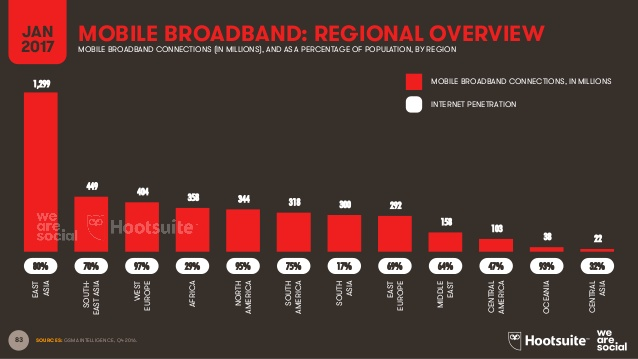 JAN
2017
MOBILE BROADBAND: REGIONAL OVERVIEW
MOBILE BROADBAND CONNECTIONS (IN MILLIONS), AND AS A PERCENTAGE OF POPULATION, BY REGION
MOBILE BROADBAND CONNECTIONS, IN MILLIONS
INTERNET PENETRATION
1,299
449
404
358
344
318
300
292
158
103
38
22
we
are
social
Hootsuite™
80%
70%
97%
29%
95%
75%
17%
69%
64%
47%
93%
32%
EAST
ASIA
SOUTH-
EAST ASIA
WEST
EUROPE
AFRICA
NORTH
AMERICA
SOUTH
AMERICA
SOUTH
ASIA
EAST
EUROPE
MIDDLE
EAST
CENTRAL
AMERICA
OCEANIA
CENTRAL
ASIA
83
SOURCES: GSMA INTELLIGENCE, Q4 2016.
Hootsuite™
we
are
social